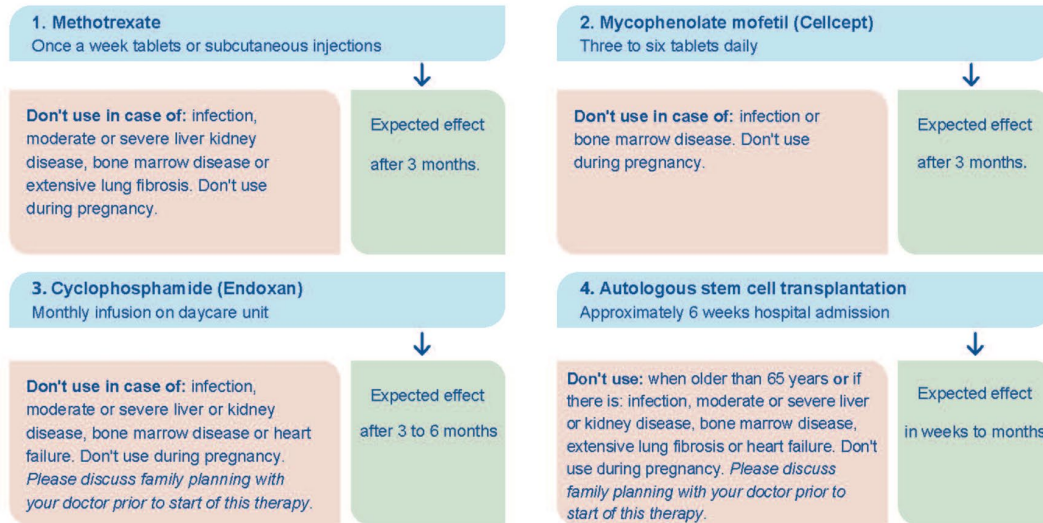 1. Methotrexate
Once a week tablets or subcutaneous injections
Don't use in case of: infection,
moderate or severe liver kidney
disease, bone marrow disease or
extensive lung fibrosis. Don't use
during pregnancy.
Expected effect
after 3 months.
2. Mycophenolate mofetil (Cellcept)
Three to six tablets daily
Don't use in case of: infection or
bone marrow disease. Don't use
during pregnancy.
Expected effect
after 3 months.
3. Cyclophosphamide (Endoxan)
Monthly infusion on daycare unit
Don't use in case of: infection,
moderate or severe liver or kidney
disease, bone marrow disease or heart
failure. Don't use during pregnancy.
Please discuss family planning with
your doctor prior to start of this therapy.
Expected effect
after 3 to 6 months
4. Autologous stem cell transplantation
Approximately 6 weeks hospital admission
Don't use: when older than 65 years or if
there is: infection, moderate or severe liver
or kidney disease, bone marrow disease,
extensive lung fibrosis or heart failure. Don't
use during pregnancy. Please discuss
family planning with your doctor prior to
start of this therapy.
Expected effect
in weeks to months